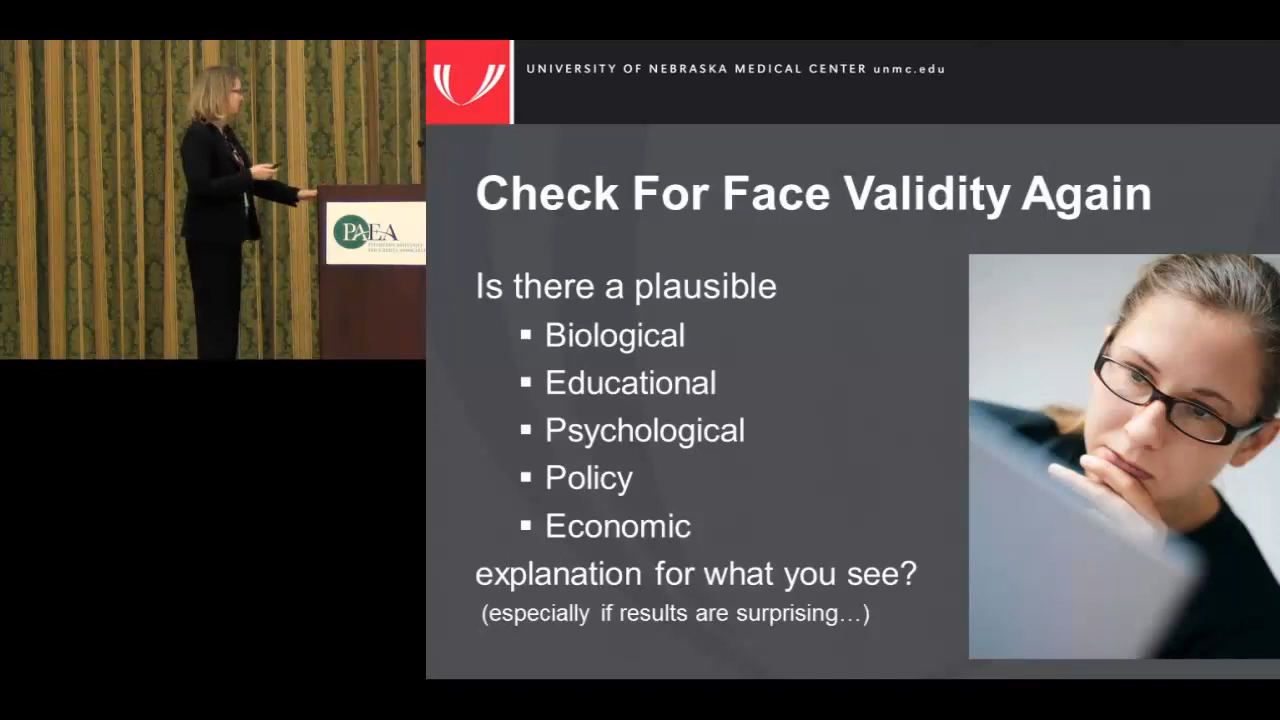 UNIVERSITY OF NEBRASKA MEDICAL CENTER unmc.edu
Check For Face Validity Again
Is there a plausible
▪ Biological
▪ Educational
▪ Psychological
▪ Policy
▪ Economic
explanation for what you see?
(especially if results are surprising…)
PAEA